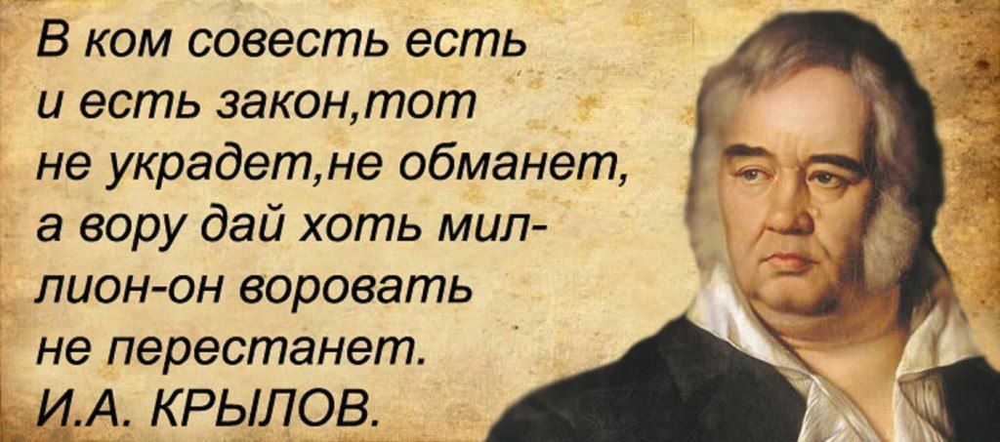 В ком совесть есть
и есть закон,тот
не украдет,не обманет,
а вору дай хоть мил-
лион-он воровать
не перестанет.
И.А. КРЫЛОВ.